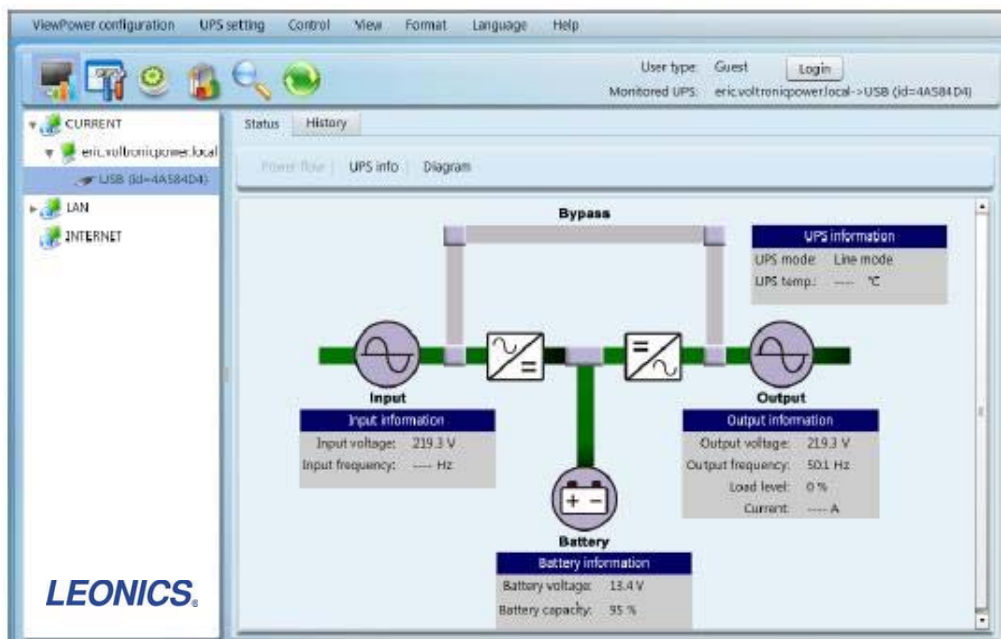 ViewPower configuration UPS setting Control View Format Language Help
User type: Guest Login
Monitored UPS: eric.voltronicpower.local->USB (id=4A584D4)
CURRENT
eric.voltronicpower.local
USB (id=4A584D4)
LAN
INTERNET
Status History
Power flow UPS info Diagram
Bypass
UPS information
UPS mode: Line mode
UPS temp.: ---- ℃
Input
Input information
Input voltage: 219.3 V
Input frequency: ---- Hz
Output
Output information
Output voltage: 219.3 V
Output frequency: 50.1 Hz
Load level: 0 %
Current: ---- A
Battery
Battery information
Battery voltage: 13.4 V
Battery capacity: 95 %
LEONICS®